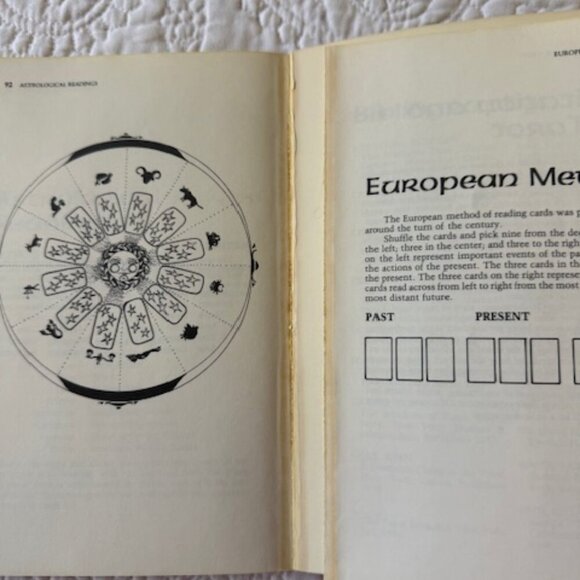 92 ASTROLOGICAL READINGS
EUROP
European Met
The European method of reading cards was p
around the turn of the century.
Shuffle the cards and pick nine from the de
the left; three in the center; and three to the righ
on the left represent important events of the pa
the actions of the present. The three cards in th
the present. The three cards on the right represe
cards read across from left to right from the most
most distant future.
PAST PRESENT